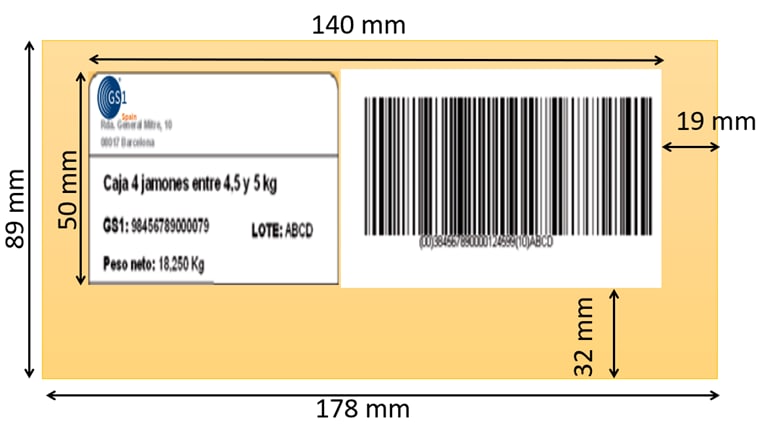 140 mm
GS1
Spain
Rda. General Mitre, 10
08017 Barcelona
19 mm
Caja 4 jamones entre 4,5 y 5 kg
GS1: 98456789000079
LOTE: ABCD
Peso neto: 18,250 Kg
(00)384567890000124599(10)ABCD
50 mm
89 mm
32 mm
178 mm